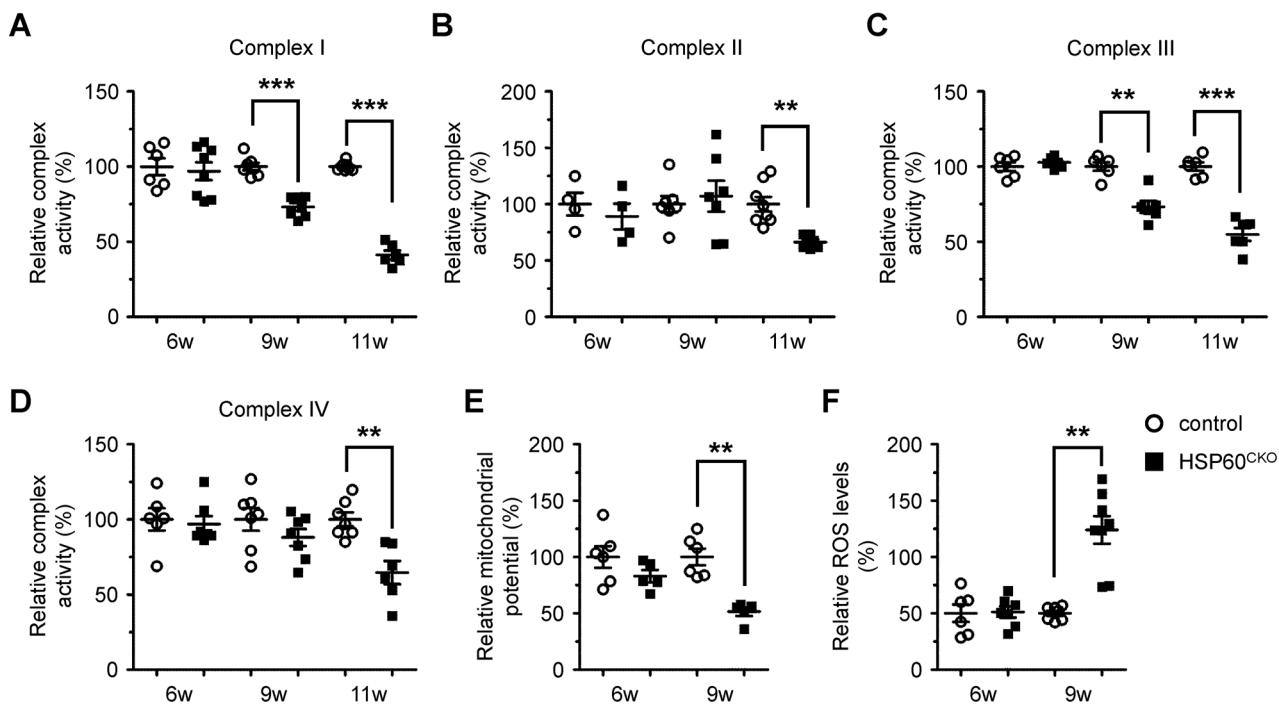 A
Complex I
Relative complex
activity (%)
150
100
50
0
***
***
6w
9w
11w
B
Complex II
Relative complex
activity (%)
200
150
100
50
0
**
6w
9w
11w
C
Complex III
Relative complex
activity (%)
150
100
50
0
**
***
6w
9w
11w
D
Complex IV
Relative complex
activity (%)
150
100
50
0
**
6w
9w
11w
E
Relative mitochondrial
potential (%)
200
150
100
50
0
**
6w
9w
F
Relative ROS levels
(%)
200
150
100
50
0
**
6w
9w
control
HSP60CKO